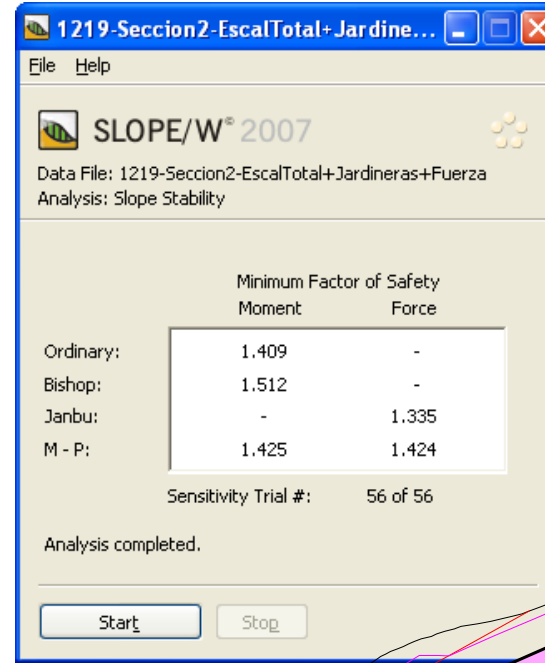 1219-Seccion2-EscalTotal+Jardine...
File Help
SLOPE/W® 2007
Data File: 1219-Seccion2-EscalTotal+Jardineras+Fuerza
Analysis: Slope Stability
Minimum Factor of Safety
Moment Force
Ordinary: 1.409 -
Bishop: 1.512 -
Janbu: - 1.335
M - P: 1.425 1.424
Sensitivity Trial #: 56 of 56
Analysis completed.
Start Stop